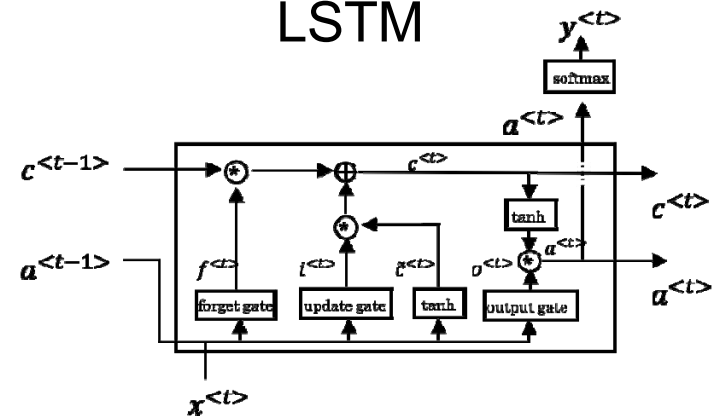 LSTM
y<t>
softmax
a<t>
c<t-1>
c<t>
tanh
c<t>
a<t-1>
f<t>
i<t>
c̃<t>
o<t>
a<t>
a<t>
forget gate
update gate
tanh
output gate
x<t>